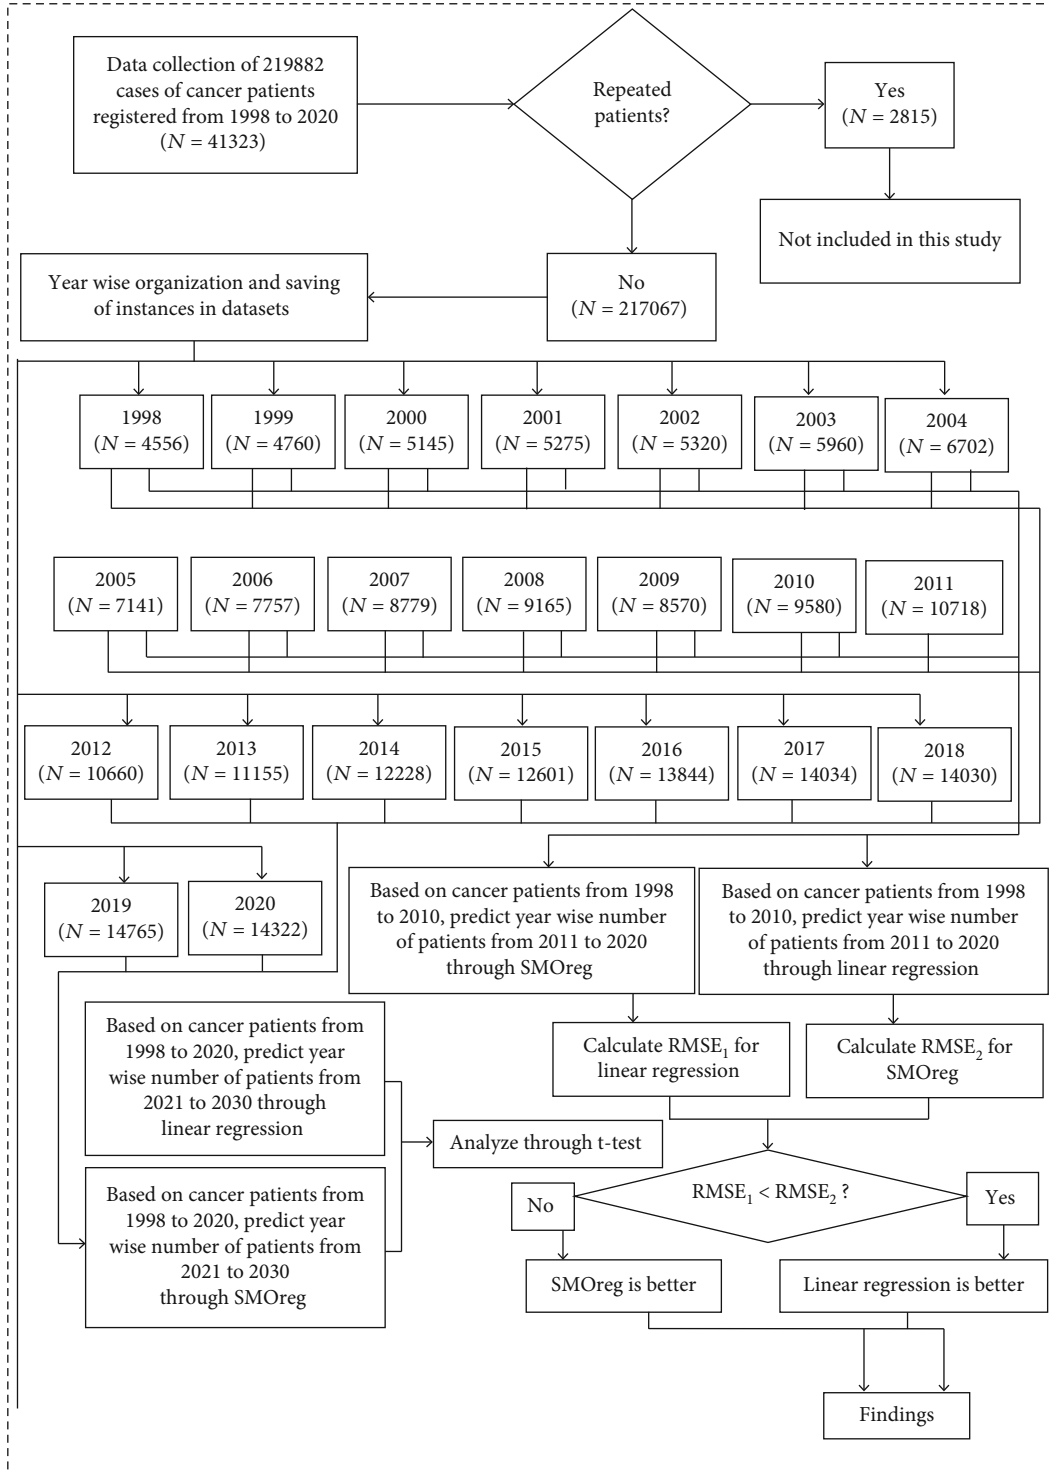 Data collection of 219882
cases of cancer patients
registered from 1998 to 2020
(N = 41323)
Repeated
patients?
Yes
(N = 2815)
Not included in this study
No
(N = 217067)
Year wise organization and saving
of instances in datasets
1998
(N = 4556)
1999
(N = 4760)
2000
(N = 5145)
2001
(N = 5275)
2002
(N = 5320)
2003
(N = 5960)
2004
(N = 6702)
2005
(N = 7141)
2006
(N = 7757)
2007
(N = 8779)
2008
(N = 9165)
2009
(N = 8570)
2010
(N = 9580)
2011
(N = 10718)
2012
(N = 10660)
2013
(N = 11155)
2014
(N = 12228)
2015
(N = 12601)
2016
(N = 13844)
2017
(N = 14034)
2018
(N = 14030)
2019
(N = 14765)
2020
(N = 14322)
Based on cancer patients from 1998
to 2010, predict year wise number
of patients from 2011 to 2020
through SMOreg
Based on cancer patients from 1998
to 2010, predict year wise number
of patients from 2011 to 2020
through linear regression
Based on cancer patients from
1998 to 2020, predict year
wise number of patients from
2021 to 2030 through
linear regression
Calculate RMSE1 for
linear regression
Calculate RMSE2 for
SMOreg
Analyze through t-test
Based on cancer patients from
1998 to 2020, predict year
wise number of patients from
2021 to 2030
through SMOreg
RMSE1 < RMSE2 ?
No
Yes
SMOreg is better
Linear regression is better
Findings